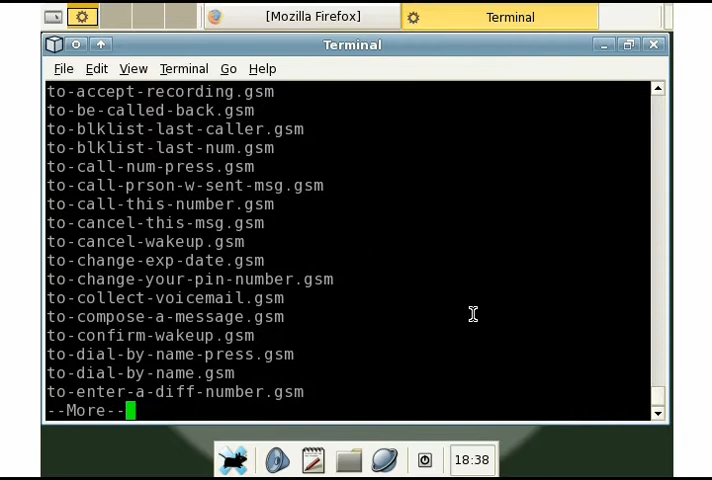 [Mozilla Firefox]
Terminal
Terminal
File Edit View Terminal Go Help
to-accept-recording.gsm
to-be-called-back.gsm
to-blklist-last-caller.gsm
to-blklist-last-num.gsm
to-call-num-press.gsm
to-call-prson-w-sent-msg.gsm
to-call-this-number.gsm
to-cancel-this-msg.gsm
to-cancel-wakeup.gsm
to-change-exp-date.gsm
to-change-your-pin-number.gsm
to-collect-voicemail.gsm
to-compose-a-message.gsm
to-confirm-wakeup.gsm
to-dial-by-name-press.gsm
to-dial-by-name.gsm
to-enter-a-diff-number.gsm
--More--
18:38